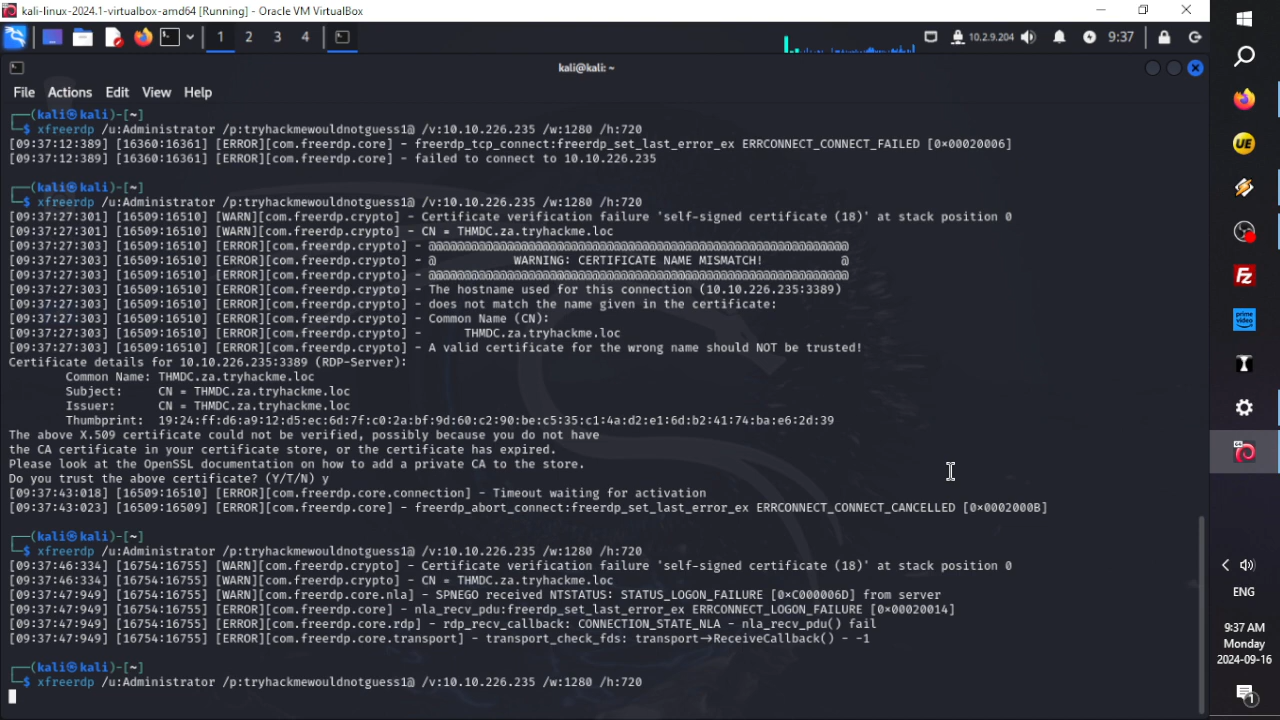 kali-linux-2024.1-virtualbox-amd64 [Running] - Oracle VM VirtualBox
1 2 3 4
10.2.9.204
9:37
kali@kali: ~
File Actions Edit View Help
┌──(kali㉿kali)-[~]
└─$ xfreerdp /u:Administrator /p:tryhackmewouldnotguess1@ /v:10.10.226.235 /w:1280 /h:720
[09:37:12:389] [16360:16361] [ERROR][com.freerdp.core] - freerdp_tcp_connect:freerdp_set_last_error_ex ERRCONNECT_CONNECT_FAILED [0x00020006]
[09:37:12:389] [16360:16361] [ERROR][com.freerdp.core] - failed to connect to 10.10.226.235
┌──(kali㉿kali)-[~]
└─$ xfreerdp /u:Administrator /p:tryhackmewouldnotguess1@ /v:10.10.226.235 /w:1280 /h:720
[09:37:27:301] [16509:16510] [WARN][com.freerdp.crypto] - Certificate verification failure 'self-signed certificate (18)' at stack position 0
[09:37:27:301] [16509:16510] [WARN][com.freerdp.crypto] - CN = THMDC.za.tryhackme.loc
[09:37:27:303] [16509:16510] [ERROR][com.freerdp.crypto] - @@@@@@@@@@@@@@@@@@@@@@@@@@@@@@@@@@@@@@@@@@@@@@@@@@@@@@@@@@@
[09:37:27:303] [16509:16510] [ERROR][com.freerdp.crypto] - @           WARNING: CERTIFICATE NAME MISMATCH!           @
[09:37:27:303] [16509:16510] [ERROR][com.freerdp.crypto] - @@@@@@@@@@@@@@@@@@@@@@@@@@@@@@@@@@@@@@@@@@@@@@@@@@@@@@@@@@@
[09:37:27:303] [16509:16510] [ERROR][com.freerdp.crypto] - The hostname used for this connection (10.10.226.235:3389)
[09:37:27:303] [16509:16510] [ERROR][com.freerdp.crypto] - does not match the name given in the certificate:
[09:37:27:303] [16509:16510] [ERROR][com.freerdp.crypto] - Common Name (CN):
[09:37:27:303] [16509:16510] [ERROR][com.freerdp.crypto] -      THMDC.za.tryhackme.loc
[09:37:27:303] [16509:16510] [ERROR][com.freerdp.crypto] - A valid certificate for the wrong name should NOT be trusted!
Certificate details for 10.10.226.235:3389 (RDP-Server):
Common Name: THMDC.za.tryhackme.loc
Subject:     CN = THMDC.za.tryhackme.loc
Issuer:      CN = THMDC.za.tryhackme.loc
Thumbprint:  19:24:ff:d6:a9:12:d5:ec:6d:7f:c0:2a:bf:9d:60:c2:90:be:c5:35:c1:4a:d2:e1:6d:b2:41:74:ba:e6:2d:39
The above X.509 certificate could not be verified, possibly because you do not have
the CA certificate in your certificate store, or the certificate has expired.
Please look at the OpenSSL documentation on how to add a private CA to the store.
Do you trust the above certificate? (Y/T/N) y
[09:37:43:018] [16509:16510] [ERROR][com.freerdp.core.connection] - Timeout waiting for activation
[09:37:43:023] [16509:16509] [ERROR][com.freerdp.core] - freerdp_abort_connect:freerdp_set_last_error_ex ERRCONNECT_CONNECT_CANCELLED [0x0002000B]
┌──(kali㉿kali)-[~]
└─$ xfreerdp /u:Administrator /p:tryhackmewouldnotguess1@ /v:10.10.226.235 /w:1280 /h:720
[09:37:46:334] [16754:16755] [WARN][com.freerdp.crypto] - Certificate verification failure 'self-signed certificate (18)' at stack position 0
[09:37:46:334] [16754:16755] [WARN][com.freerdp.crypto] - CN = THMDC.za.tryhackme.loc
[09:37:47:949] [16754:16755] [WARN][com.freerdp.core.nla] - SPNEGO received NTSTATUS: STATUS_LOGON_FAILURE [0xC000006D] from server
[09:37:47:949] [16754:16755] [ERROR][com.freerdp.core] - nla_recv_pdu:freerdp_set_last_error_ex ERRCONNECT_LOGON_FAILURE [0x00020014]
[09:37:47:949] [16754:16755] [ERROR][com.freerdp.core.rdp] - rdp_recv_callback: CONNECTION_STATE_NLA - nla_recv_pdu() fail
[09:37:47:949] [16754:16755] [ERROR][com.freerdp.core.transport] - transport_check_fds: transport→ReceiveCallback() - -1
┌──(kali㉿kali)-[~]
└─$ xfreerdp /u:Administrator /p:tryhackmewouldnotguess1@ /v:10.10.226.235 /w:1280 /h:720
UE
Fz
prime video
ENG
9:37 AM
Monday
2024-09-16
1